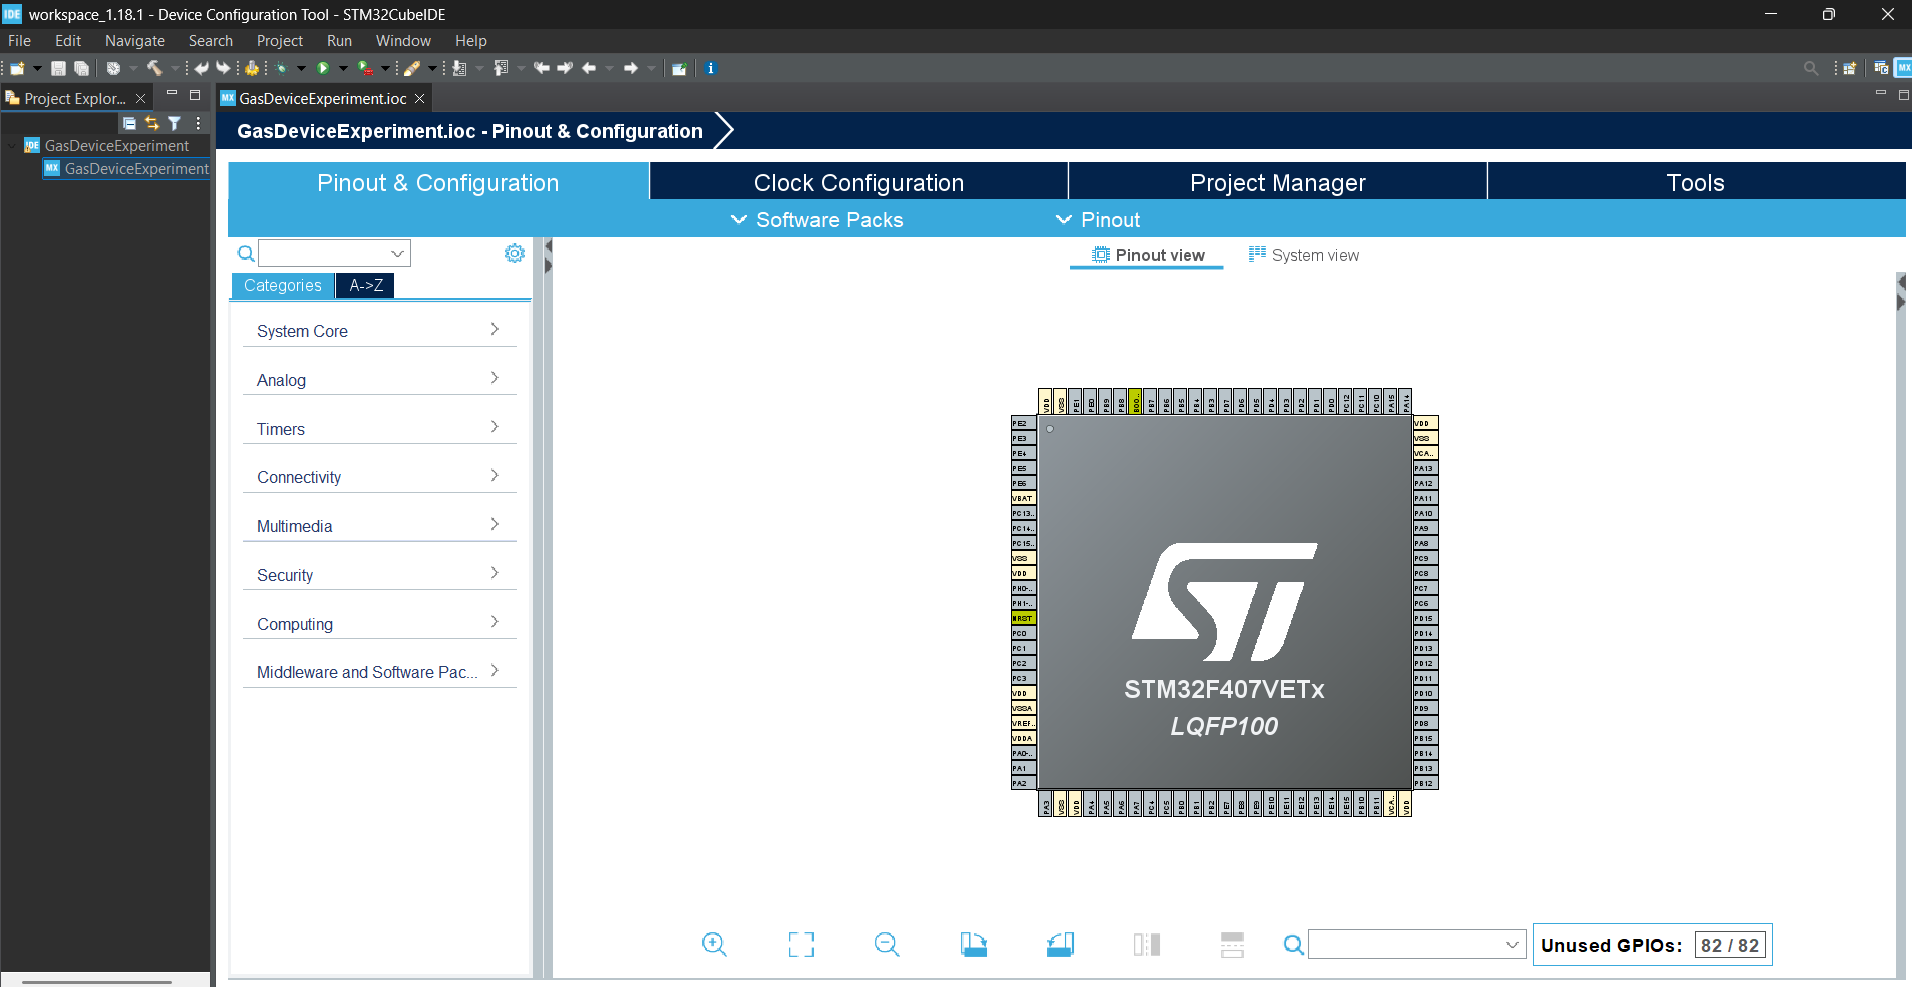 IDE workspace_1.18.1 - Device Configuration Tool - STM32CubeIDE
File Edit Navigate Search Project Run Window Help
MX
Project Explor... GasDeviceExperiment.ioc
GasDeviceExperiment.ioc - Pinout & Configuration
GasDeviceExperiment
GasDeviceExperiment
Pinout & Configuration Clock Configuration Project Manager Tools
Software Packs Pinout
Pinout view System view
Categories A->Z
System Core
Analog
Timers
Connectivity
Multimedia
Security
Computing
Middleware and Software Pac...
VDD VSS PE1 PE0 PB9 PB8 BOO.. PB7 PB6 PB5 PB4 PB3 PD7 PD6 PD5 PD4 PD3 PD2 PD1 PD0 PC12 PC11 PC10 PA15 PA14
PE2
PE3
PE4
PE5
PE6
VBAT
PC13..
PC14..
PC15..
VSS
VDD
PH0-..
PH1-..
NRST
PC0
PC1
PC2
PC3
VDD
VSSA
VREF..
VDDA
PA0-..
PA1
PA2
ST
STM32F407VETx
LQFP100
VDD
VSS
VCA..
PA13
PA12
PA11
PA10
PA9
PA8
PC9
PC8
PC7
PC6
PD15
PD14
PD13
PD12
PD11
PD10
PD9
PD8
PB15
PB14
PB13
PB12
PA3 VSS VDD PA4 PA5 PA6 PA7 PC4 PC5 PB0 PB1 PB2 PE7 PE8 PE9 PE10 PE11 PE12 PE13 PE14 PE15 PB10 PB11 VCA.. VDD
Unused GPIOs: 82 / 82